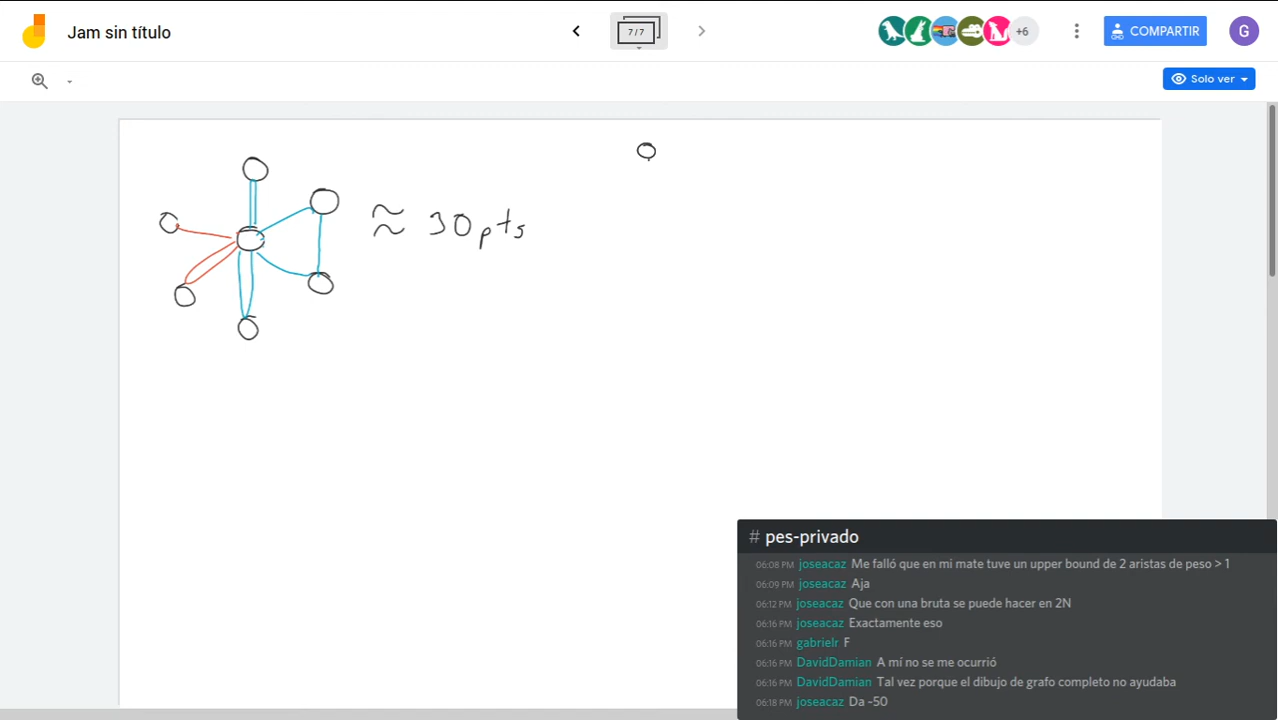 Jam sin título
7/7
+6
COMPARTIR
G
Solo ver
≈ 30pts
# pes-privado
06:08 PM joseacaz Me falló que en mi mate tuve un upper bound de 2 aristas de peso > 1
06:09 PM joseacaz Aja
06:12 PM joseacaz Que con una bruta se puede hacer en 2N
06:16 PM joseacaz Exactamente eso
06:16 PM gabrielr F
06:16 PM DavidDamian A mí no se me ocurrió
06:16 PM DavidDamian Tal vez porque el dibujo de grafo completo no ayudaba
06:18 PM joseacaz Da ~50